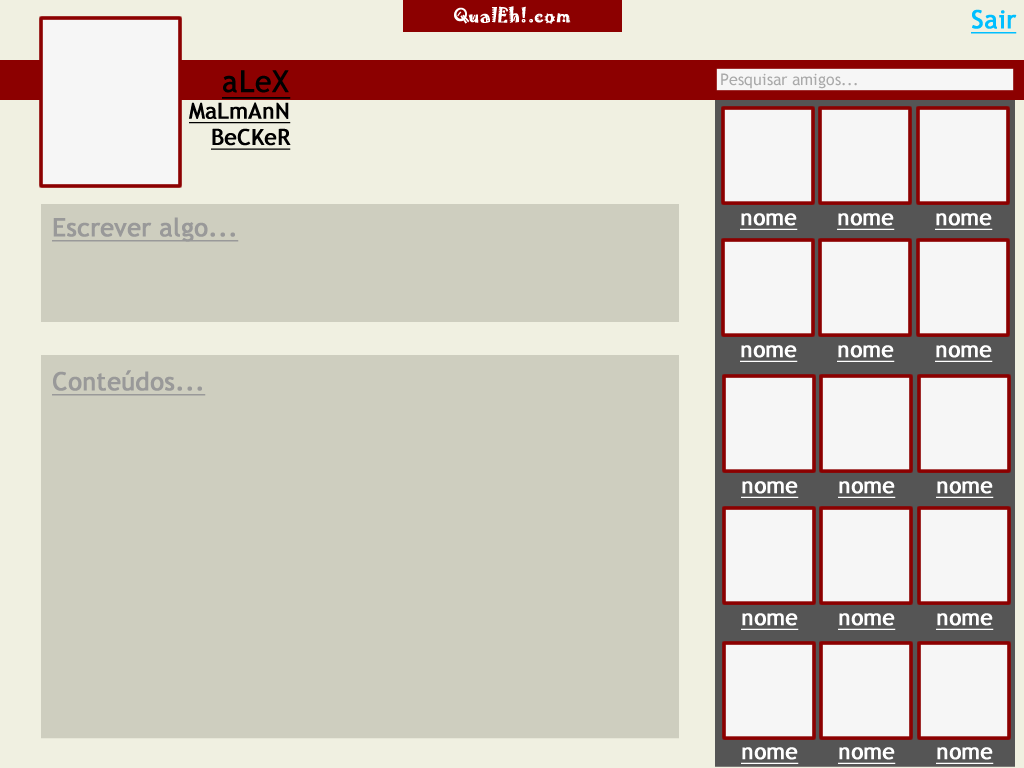 QualEh!.com
Sair
Pesquisar amigos...
aLeX
MaLmAnN
BeCKeR
Escrever algo...
Conteúdos...
nome nome nome
nome nome nome
nome nome nome
nome nome nome
nome nome nome